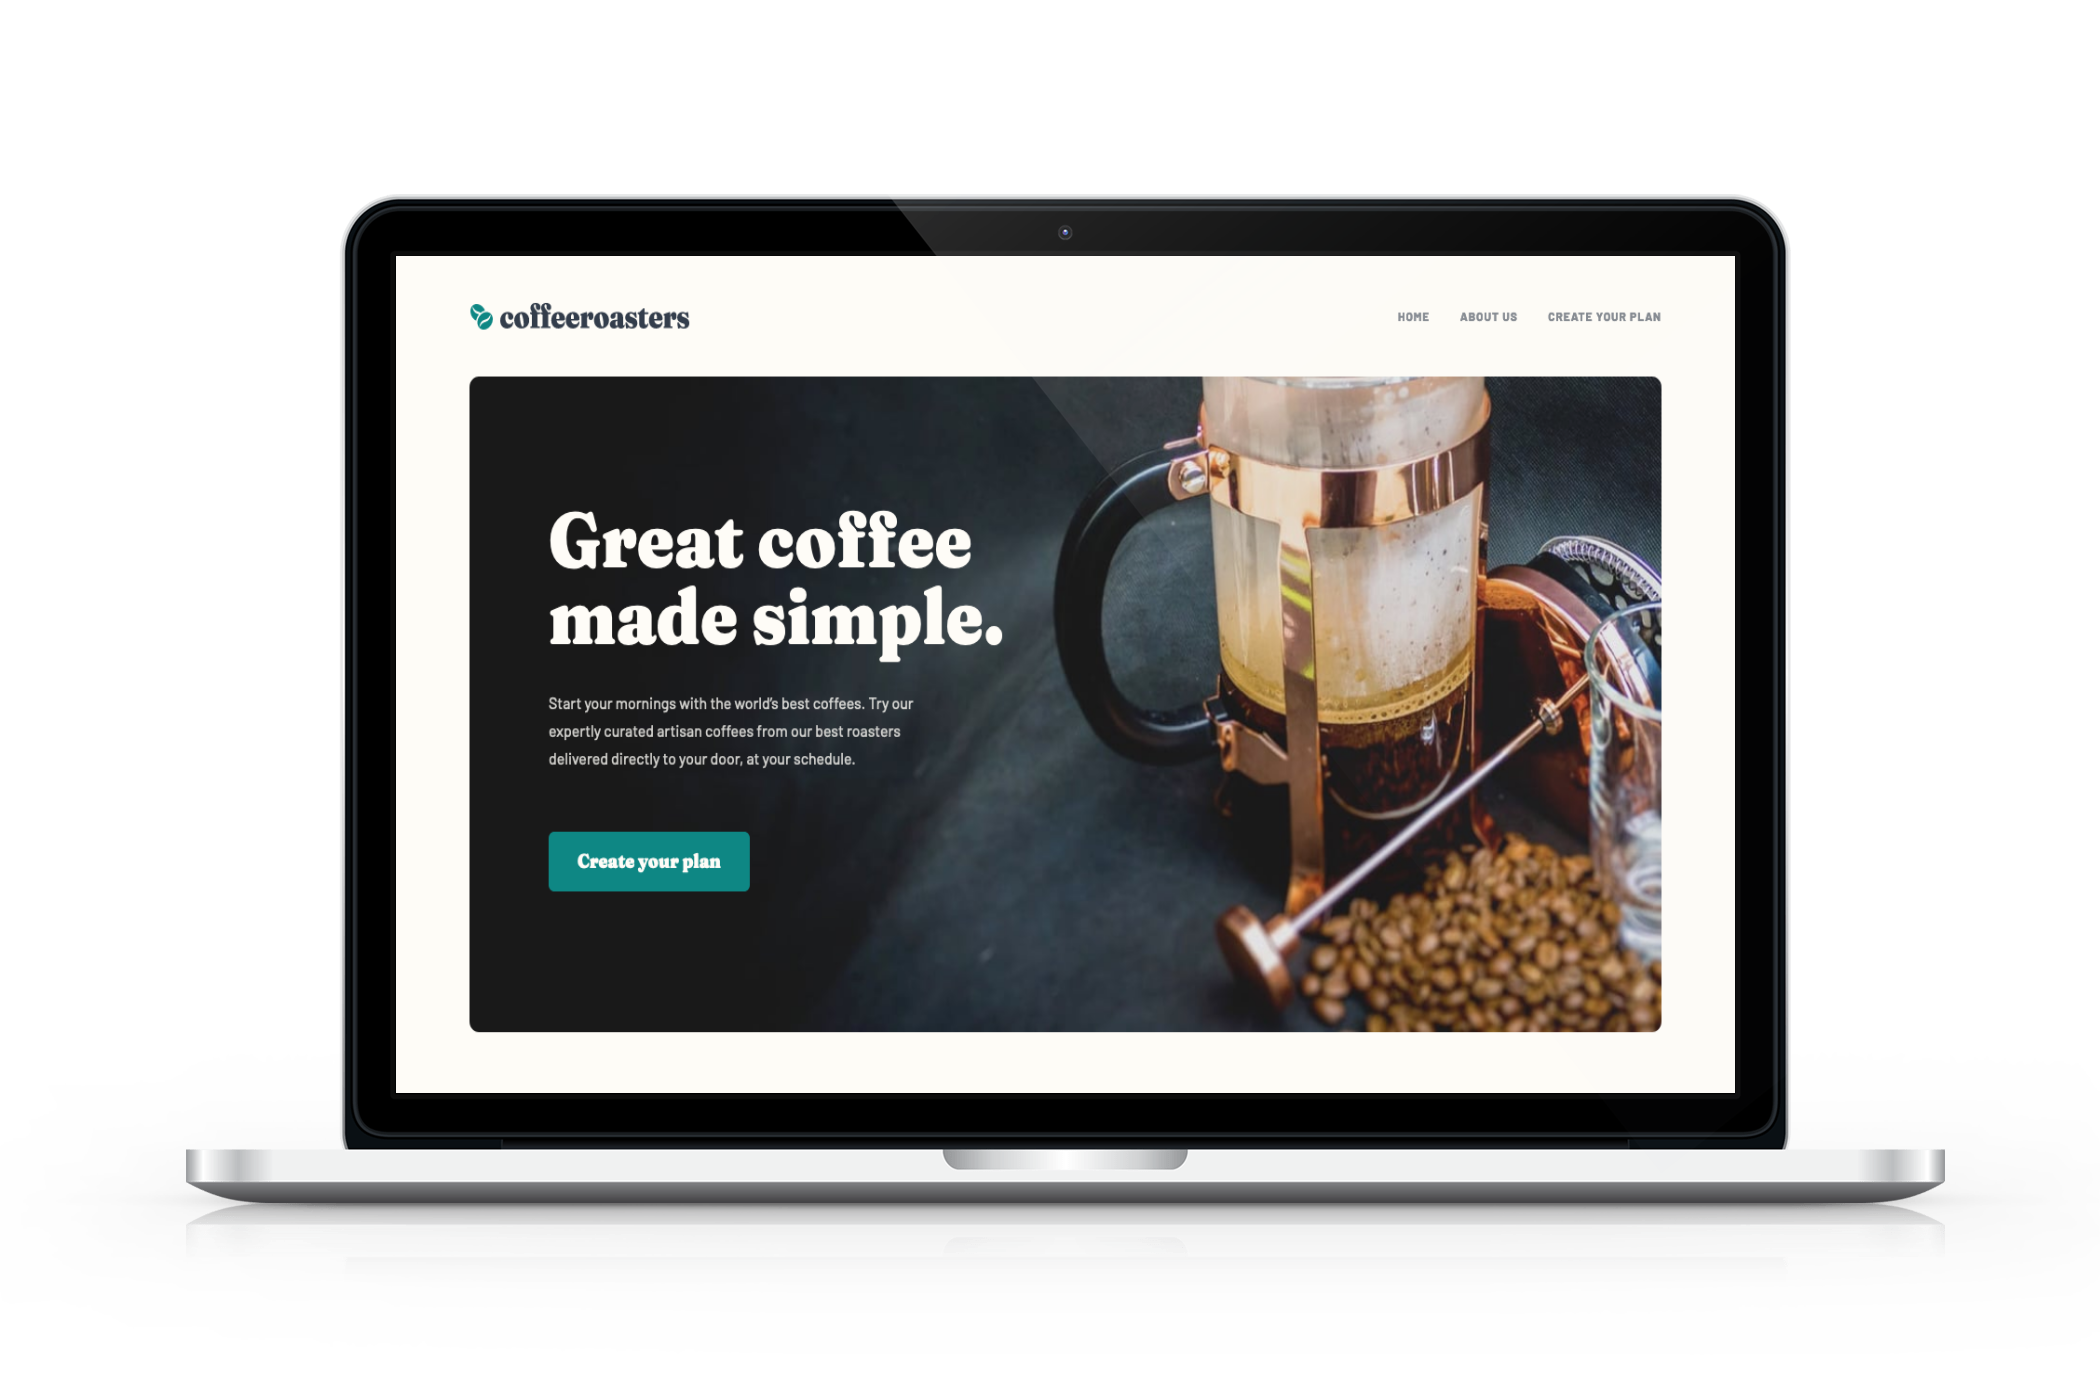 coffeeroasters
HOME ABOUT US CREATE YOUR PLAN
Great coffee
made simple.
Start your mornings with the world’s best coffees. Try our
expertly curated artisan coffees from our best roasters
delivered directly to your door, at your schedule.
Create your plan